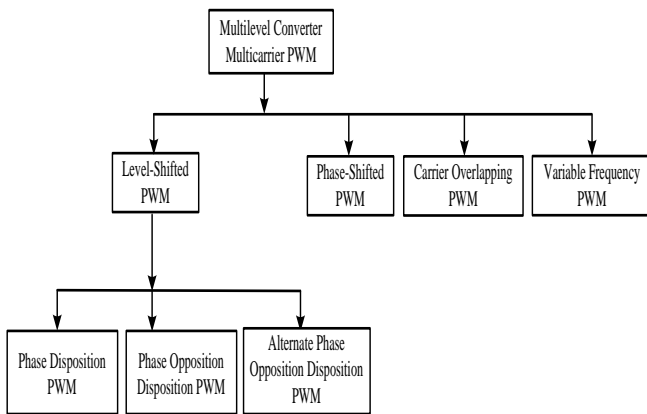 Multilevel Converter
Multicarrier PWM
Level-Shifted
PWM
Phase-Shifted
PWM
Carrier Overlapping
PWM
Variable Frequency
PWM
Phase Disposition
PWM
Phase Opposition
Disposition PWM
Alternate Phase
Opposition Disposition
PWM